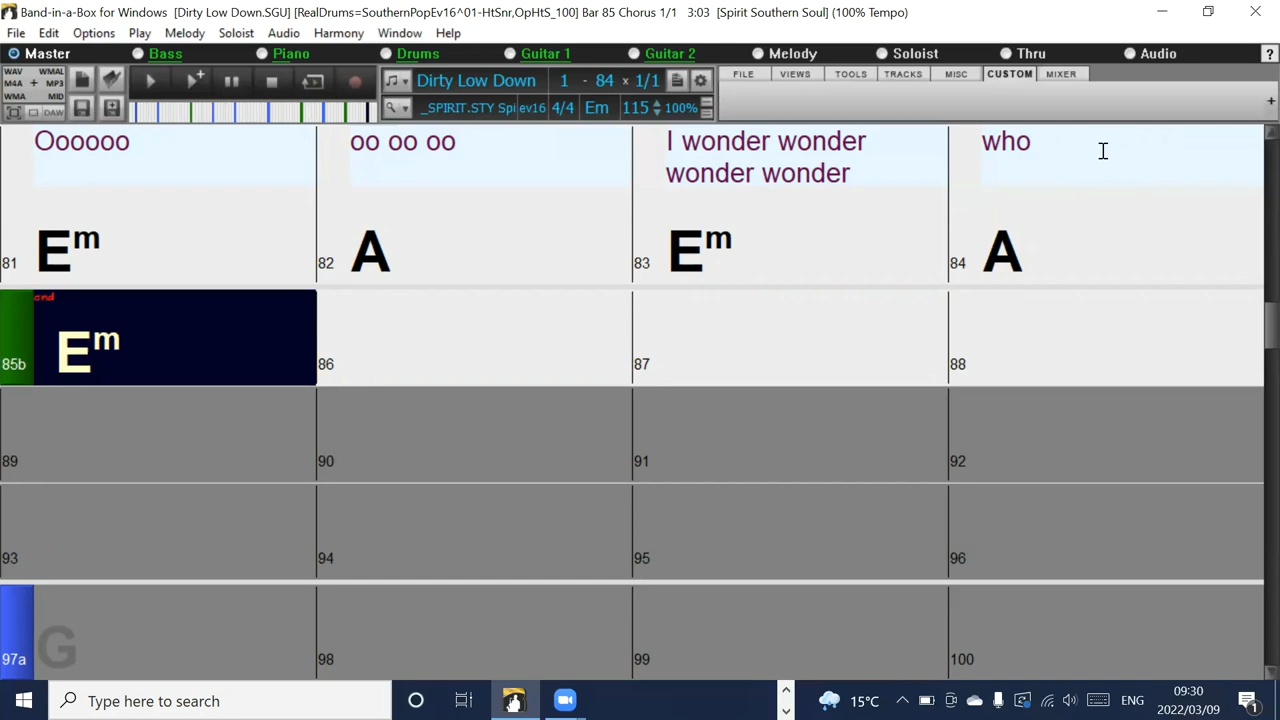 Band-in-a-Box for Windows [Dirty Low Down.SGU] [RealDrums=SouthernPopEv16^01-HtSnr,OpHtS_100] Bar 85 Chorus 1/1 3:03 [Spirit Southern Soul] (100% Tempo)
File Edit Options Play Melody Soloist Audio Harmony Window Help
Master Bass Piano Drums Guitar 1 Guitar 2 Melody Soloist Thru Audio ?
WAV WMAL
M4A + MP3
WMA MID
DAW
Dirty Low Down 1 - 84 x 1/1
_SPIRIT.STY Spi ev16 4/4 Em 115 100%
FILE VIEWS TOOLS TRACKS MISC CUSTOM MIXER
+
Oooooo oo oo oo I wonder wonder who
wonder wonder
81 Em 82 A 83 Em 84 A
end
85b Em 86 87 88
89 90 91 92
93 94 95 96
97a G 98 99 100
Type here to search
15°C ENG
09:30
2022/03/09
1